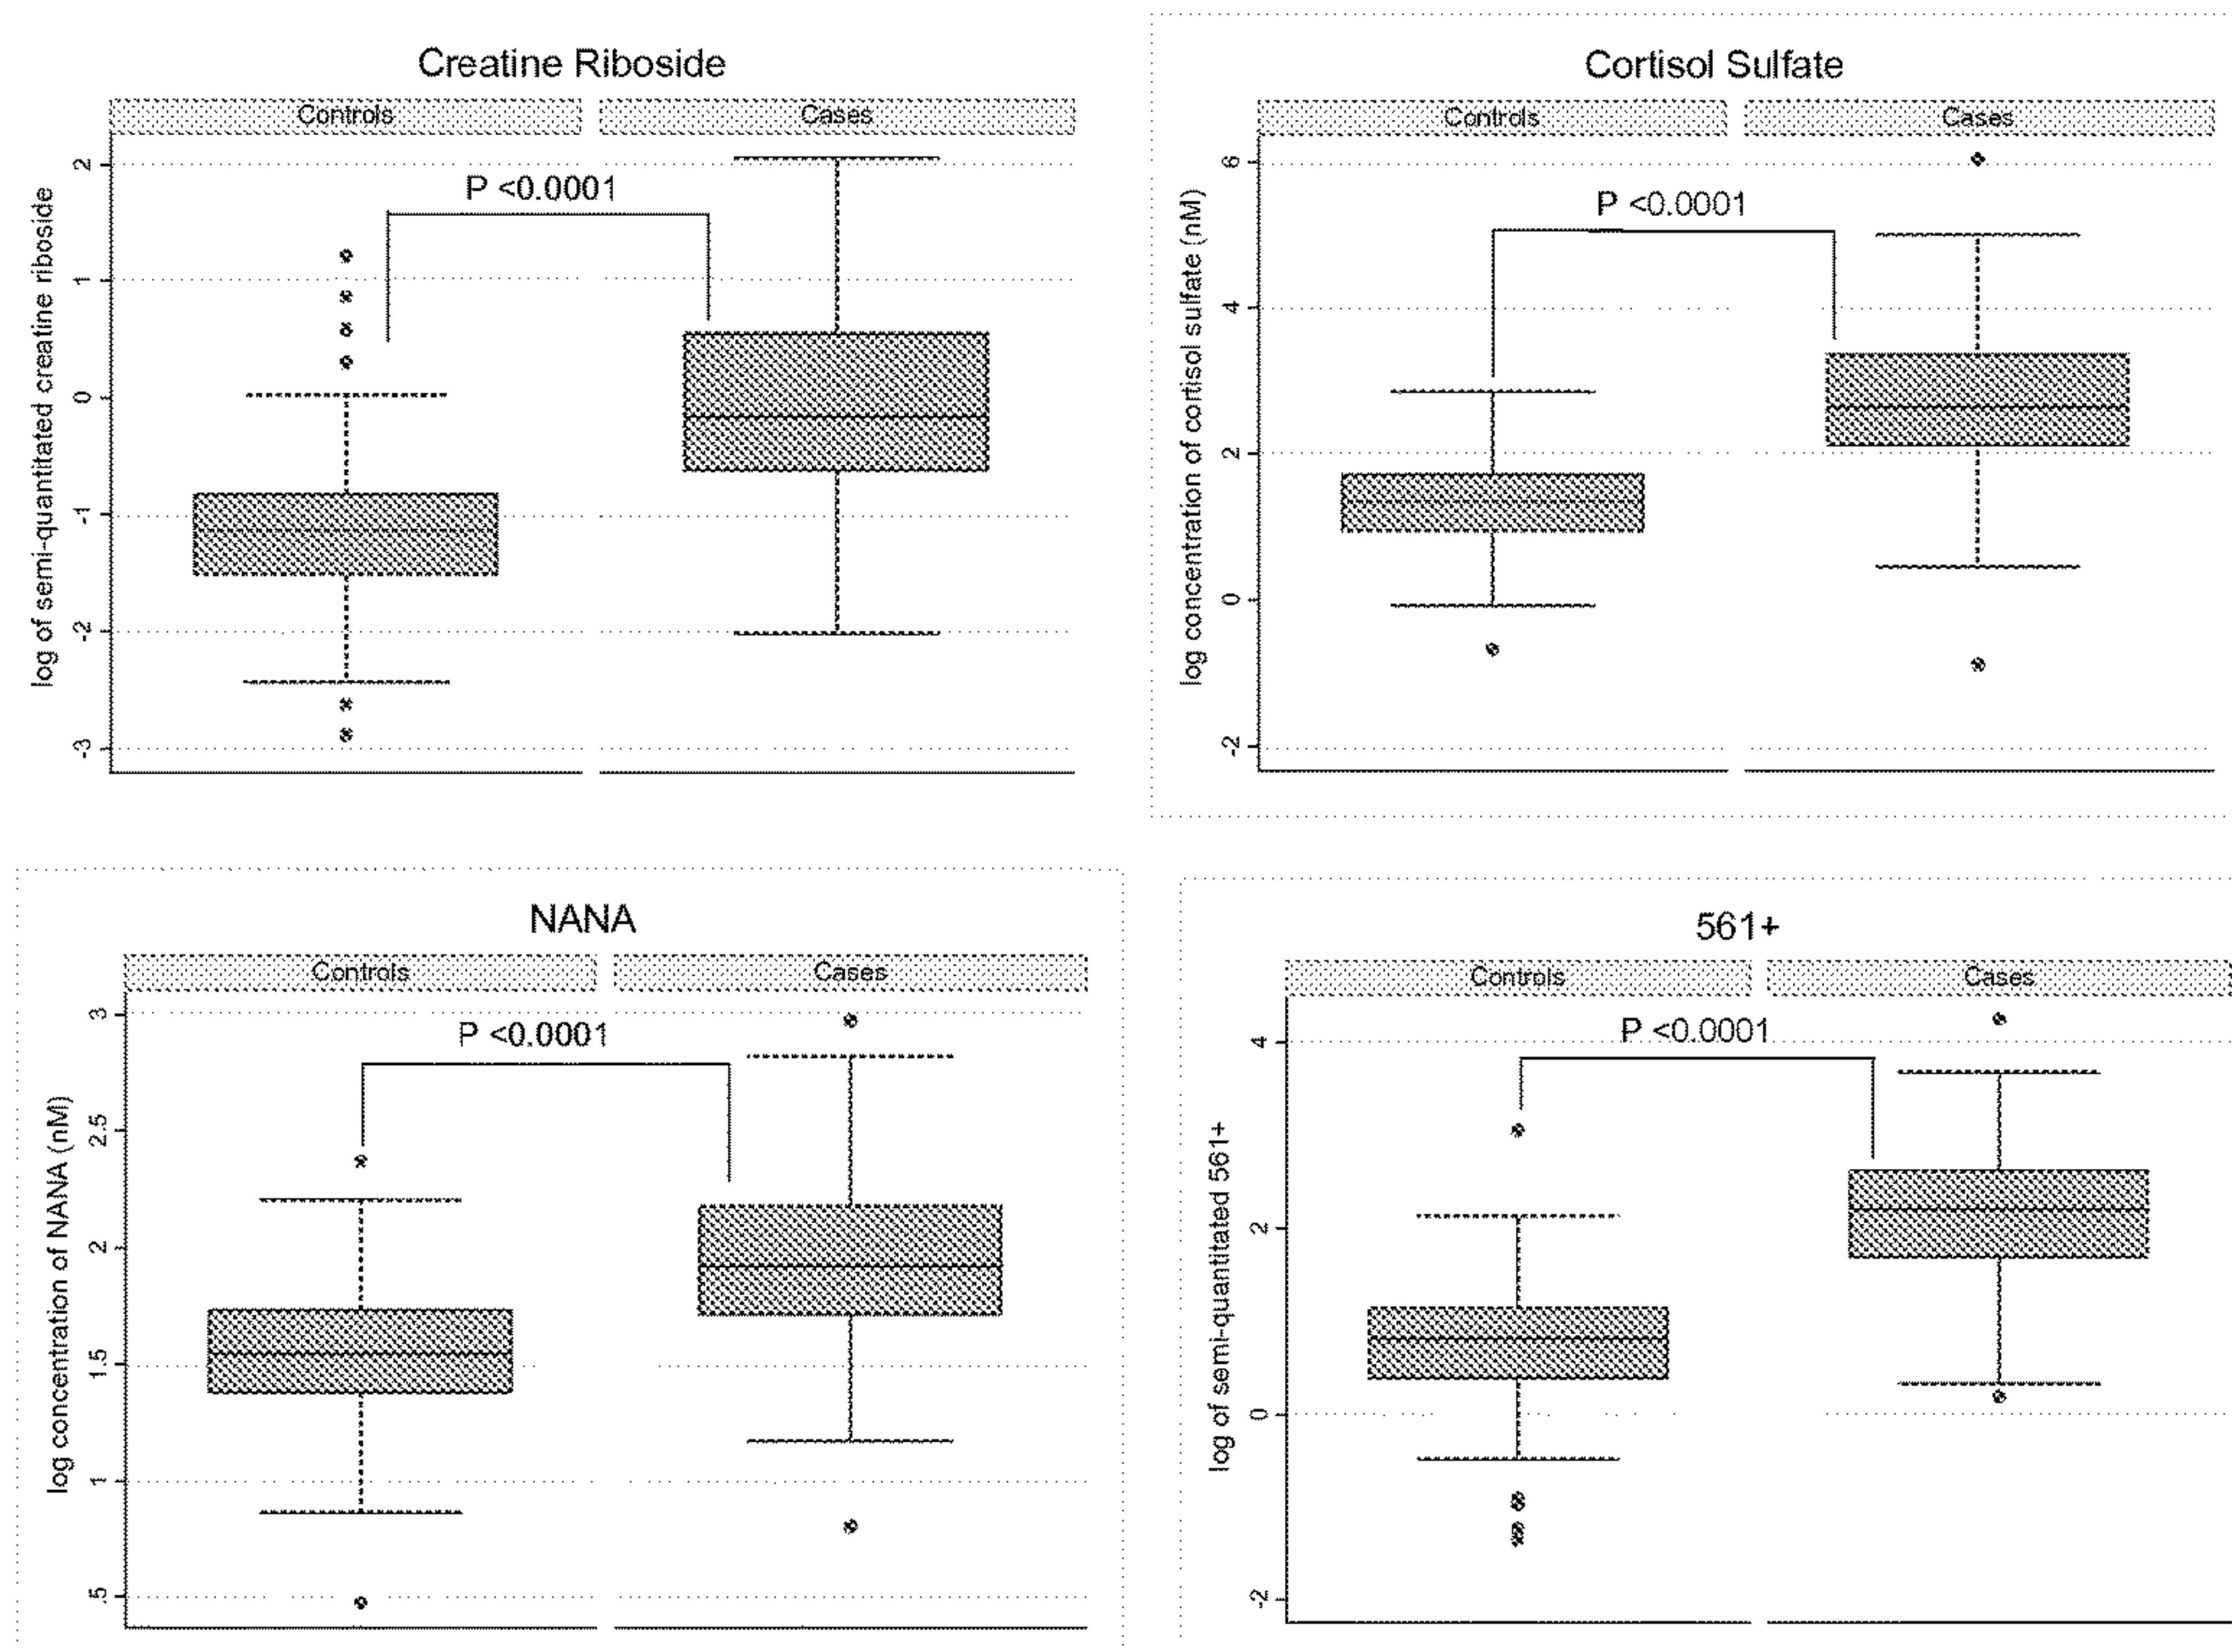 Creatine Riboside
Controls
Cases
log of semi-quantitated creatine riboside
2
1
0
-1
-2
-3
P <0.0001
Cortisol Sulfate
Controls
Cases
log concentration of cortisol sulfate (nM)
6
4
2
0
-2
P <0.0001
NANA
Controls
Cases
log concentration of NANA (nM)
3
2.5
2
1.5
1
.5
P <0.0001
561+
Controls
Cases
log of semi-quantitated 561+
4
2
0
-2
P <0.0001